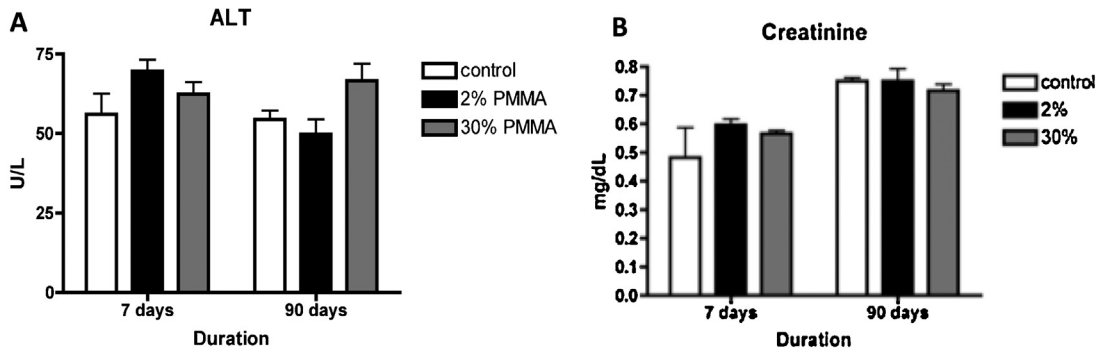 A
ALT
75
50
25
0
U/L
7 days
90 days
Duration
control
2% PMMA
30% PMMA
B
Creatinine
0.8
0.7
0.6
0.5
0.4
0.3
0.2
0.1
0.0
mg/dL
7 days
90 days
Duration
control
2%
30%